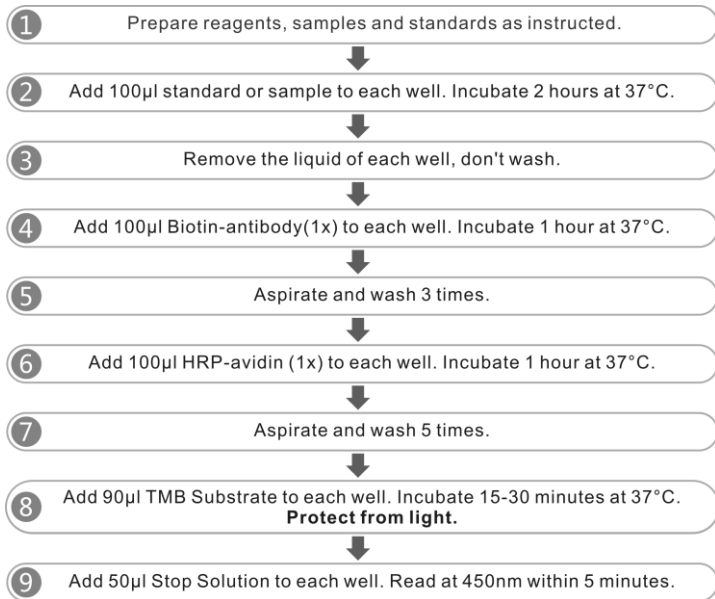 1 Prepare reagents, samples and standards as instructed.
2 Add 100µl standard or sample to each well. Incubate 2 hours at 37°C.
3 Remove the liquid of each well, don't wash.
4 Add 100µl Biotin-antibody(1x) to each well. Incubate 1 hour at 37°C.
5 Aspirate and wash 3 times.
6 Add 100µl HRP-avidin (1x) to each well. Incubate 1 hour at 37°C.
7 Aspirate and wash 5 times.
8 Add 90µl TMB Substrate to each well. Incubate 15-30 minutes at 37°C.
Protect from light.
9 Add 50µl Stop Solution to each well. Read at 450nm within 5 minutes.